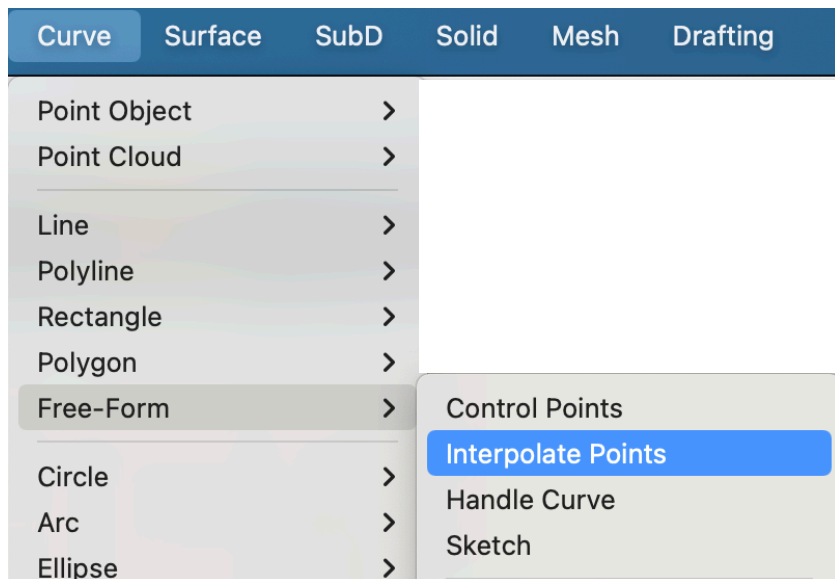 Curve Surface SubD Solid Mesh Drafting
Point Object
Point Cloud
Line
Polyline
Rectangle
Polygon
Free-Form
Control Points
Interpolate Points
Handle Curve
Sketch
Circle
Arc
Ellipse